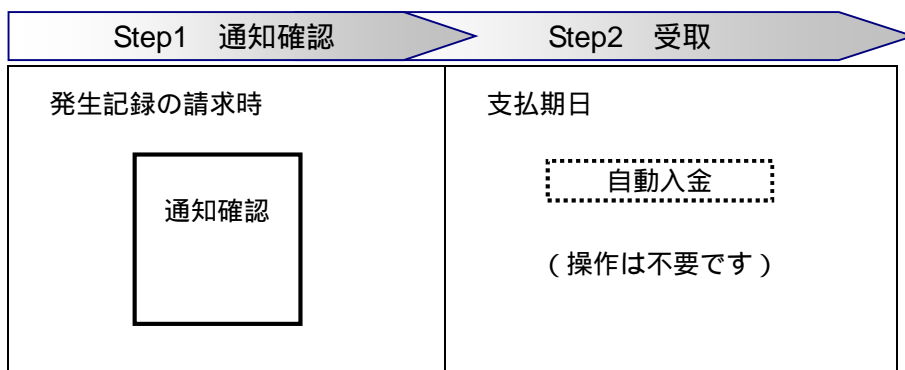 Step1 通知確認
Step2 受取
発生記録の請求時
通知確認
支払期日
自動入金
(操作は不要です)